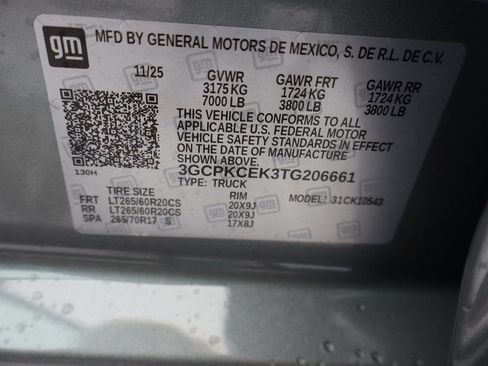 gm
MFD BY GENERAL MOTORS DE MEXICO, S. DE R.L. DE C.V.
11/25 GVWR GAWR FRT GAWR RR
3175 KG 1724 KG 1724 KG
7000 LB 3800 LB 3800 LB
THIS VEHICLE CONFORMS TO ALL
APPLICABLE U.S. FEDERAL MOTOR
VEHICLE SAFETY STANDARDS IN EFFECT
ON THE DATE OF MANUFACTURE
SHOWN ABOVE.
3GCPKCEK3TG206661
130H TYPE: TRUCK MODEL: 31CK10543
TIRE SIZE RIM
FRT LT265/60R20CS 20X9J
RR LT265/60R20CS 20X9J
SPA 265/70R17 S 17X8J